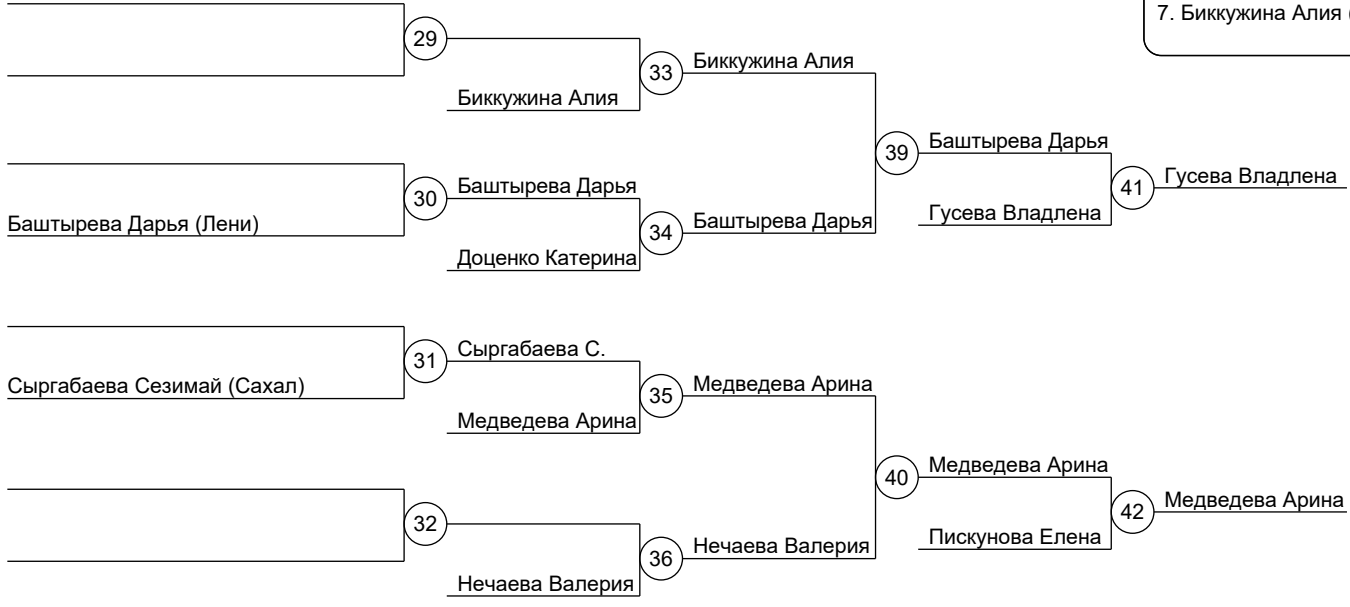 7. Биккужина Алия (
29
33
Биккужина Алия
Биккужина Алия
39
Баштырева Дарья
30
Баштырева Дарья
41
Гусева Владлена
Баштырева Дарья (Лени)
34
Баштырева Дарья
Гусева Владлена
Доценко Катерина
31
Сыргабаева С.
Сыргабаева Сезимай (Сахал)
35
Медведева Арина
Медведева Арина
40
Медведева Арина
32
42
Медведева Арина
36
Нечаева Валерия
Пискунова Елена
Нечаева Валерия